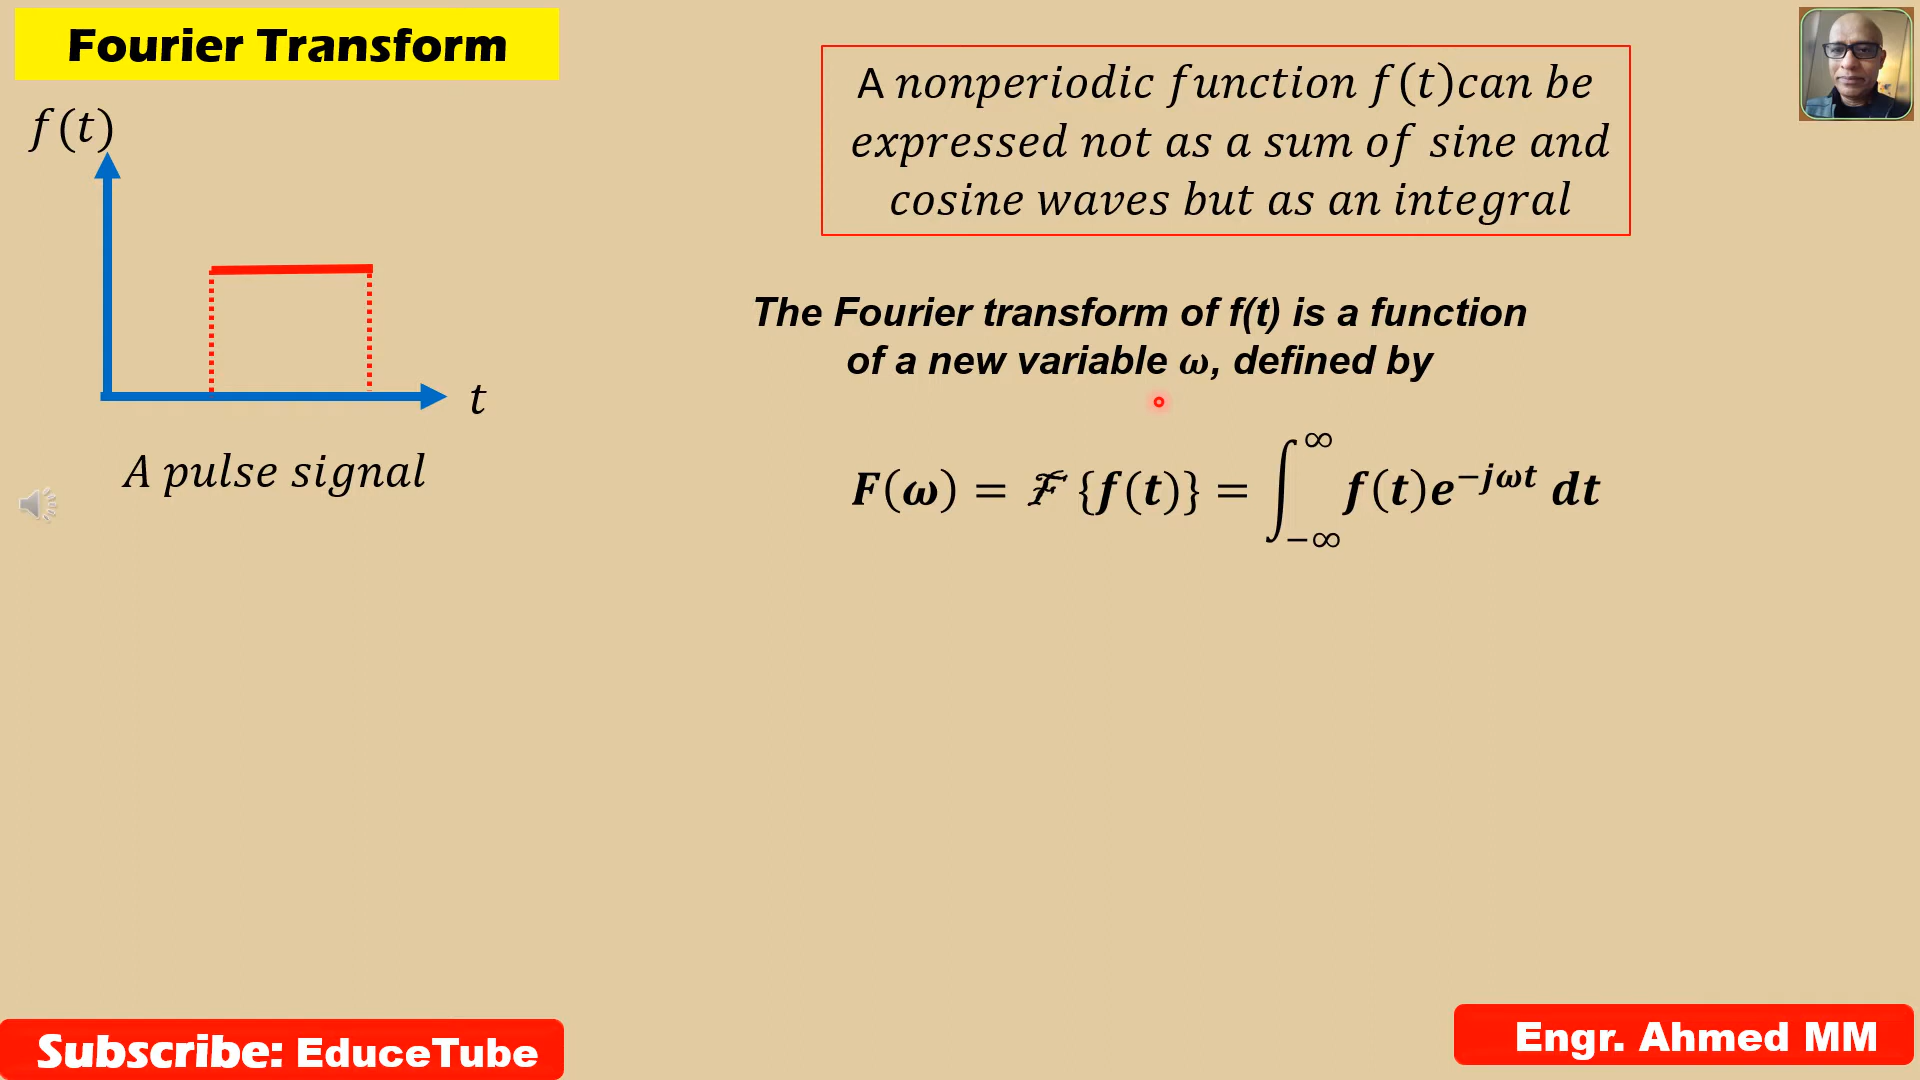 Fourier Transform
f(t)
t
A pulse signal
A nonperiodic function f(t)can be
expressed not as a sum of sine and
cosine waves but as an integral
The Fourier transform of f(t) is a function
of a new variable ω, defined by
F(ω) = ℱ {f(t)} = ∫_{−∞}^{∞} f(t)e^{−jωt} dt
Subscribe: EduceTube
Engr. Ahmed MM